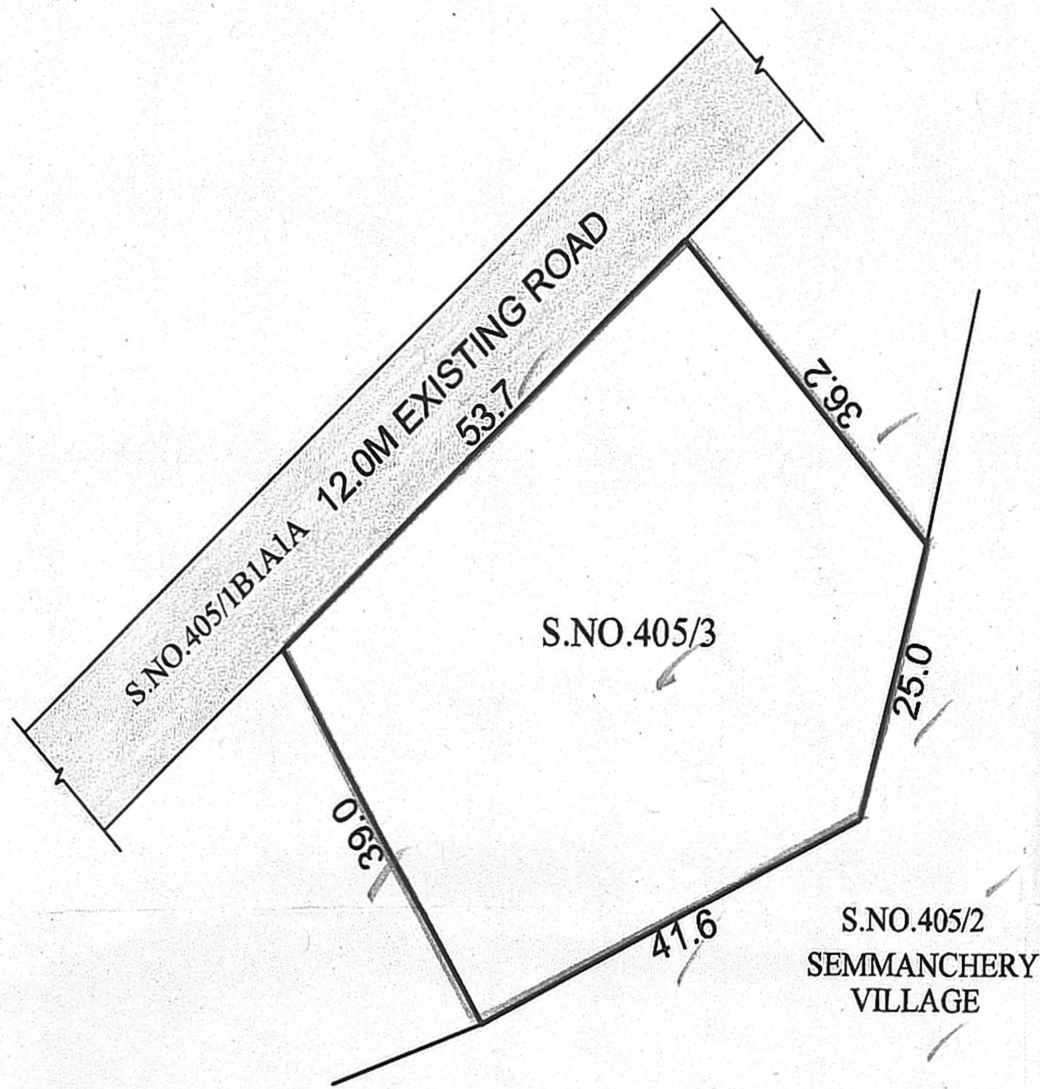 S.NO.405/1B1A1A 12.0M EXISTING ROAD
53.7
36.2
S.NO.405/3
25.0
39.0
41.6
S.NO.405/2
SEMMANCHERY
VILLAGE